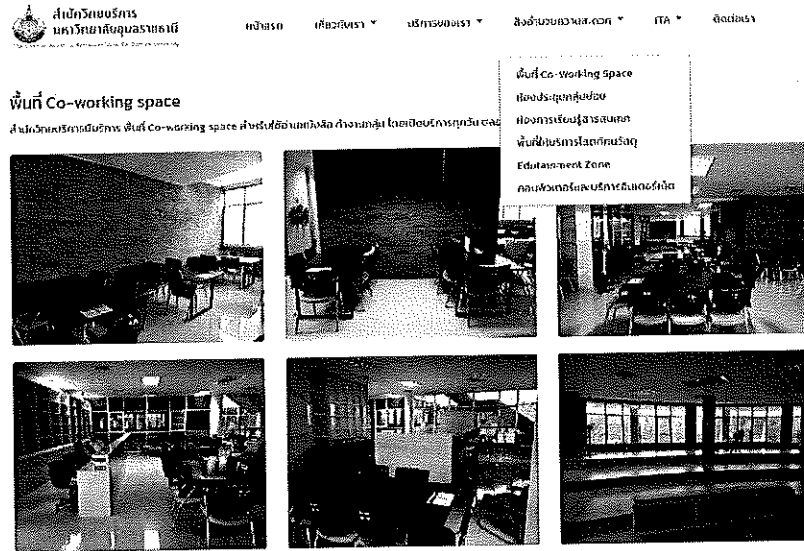 สำนักวิทยบริการ
มหาวิทยาลัยอุบลราชธานี
หน้าแรก
เกี่ยวกับเรา
บริการของเรา
สิ่งอำนวยความสะดวก
ITA
ติดต่อเรา
พื้นที่ Co-Working Space
ห้องประชุมกลุ่มย่อย
ห้องการเรียนรู้สารสนเทศ
พื้นที่ให้บริการโสตทัศนวัสดุ
Edutainment Zone
คอมพิวเตอร์และบริการอินเตอร์เน็ต
พื้นที่ Co-working space
สำนักวิทยบริการมีบริการ พื้นที่ Co-working space สำหรับใช้อ่านหนังสือ ทำงานกลุ่ม โดยเปิดบริการทุกวัน